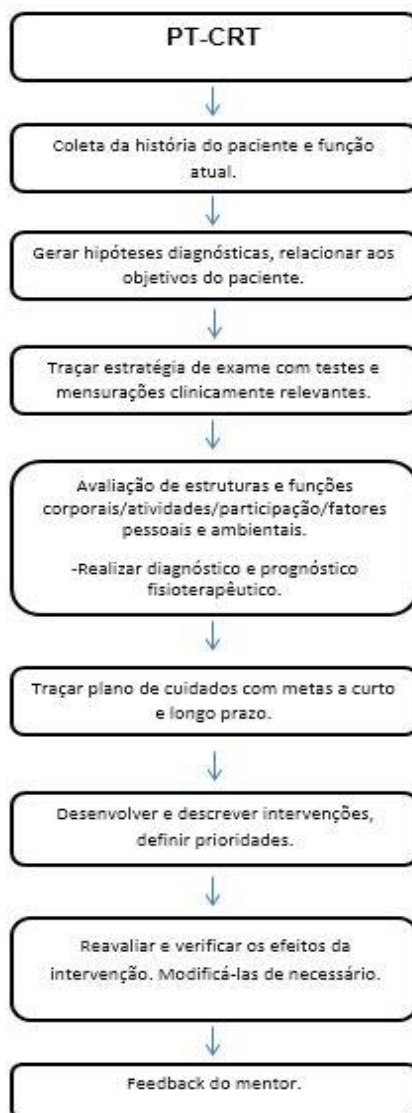 PT-CRT
Coleta da história do paciente e função
atual.
Gerar hipóteses diagnósticas, relacionar aos
objetivos do paciente.
Traçar estratégia de exame com testes e
mensurações clinicamente relevantes.
Avaliação de estruturas e funções
corporais/atividades/participação/fatores
pessoais e ambientais.
-Realizar diagnóstico e prognóstico
fisioterapêutico.
Traçar plano de cuidados com metas a curto
e longo prazo.
Desenvolver e descrever intervenções,
definir prioridades.
Reavaliar e verificar os efeitos da
intervenção. Modificá-las de necessário.
Feedback do mentor.